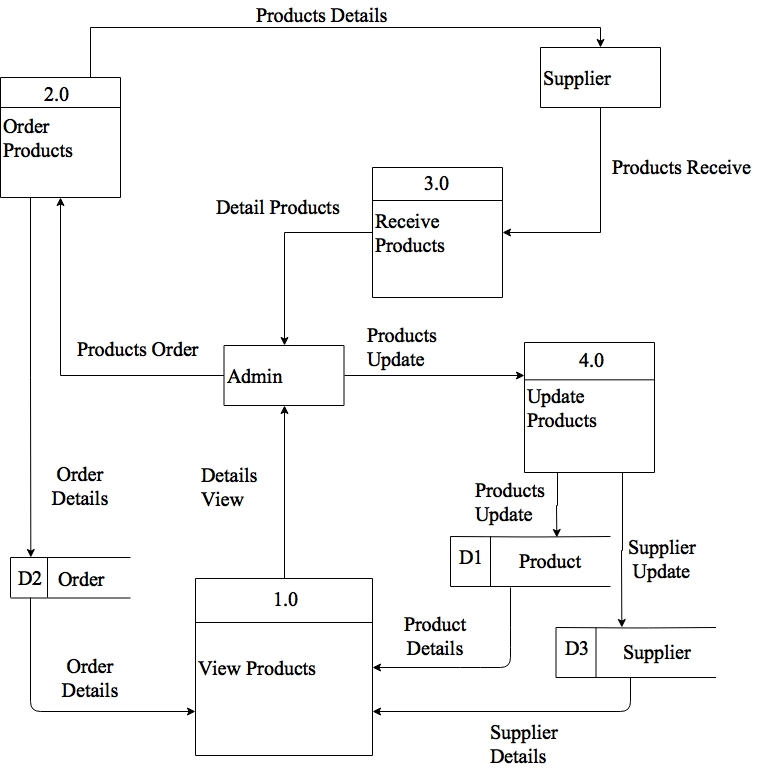 Products Details
Supplier
2.0
Order
Products
Products Receive
3.0
Receive
Products
Detail Products
Products Order
Admin
Products
Update
4.0
Update
Products
Order
Details
Details
View
Products
Update
D1
Product
Supplier
Update
D2
Order
1.0
View Products
Product
Details
D3
Supplier
Order
Details
Supplier
Details